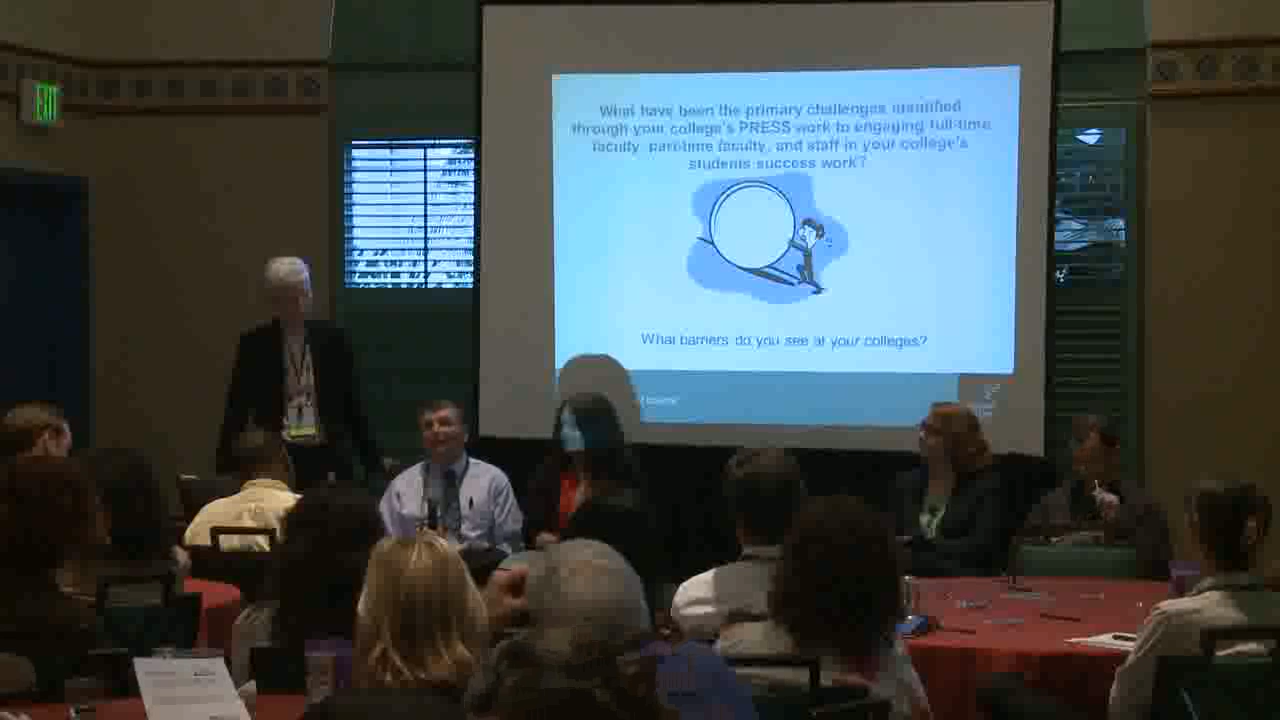 EXIT
What have been the primary challenges identified
through your college's PRESS work to engaging full-time
faculty, part-time faculty, and staff in your college's
students success work?
What barriers do you see at your colleges?